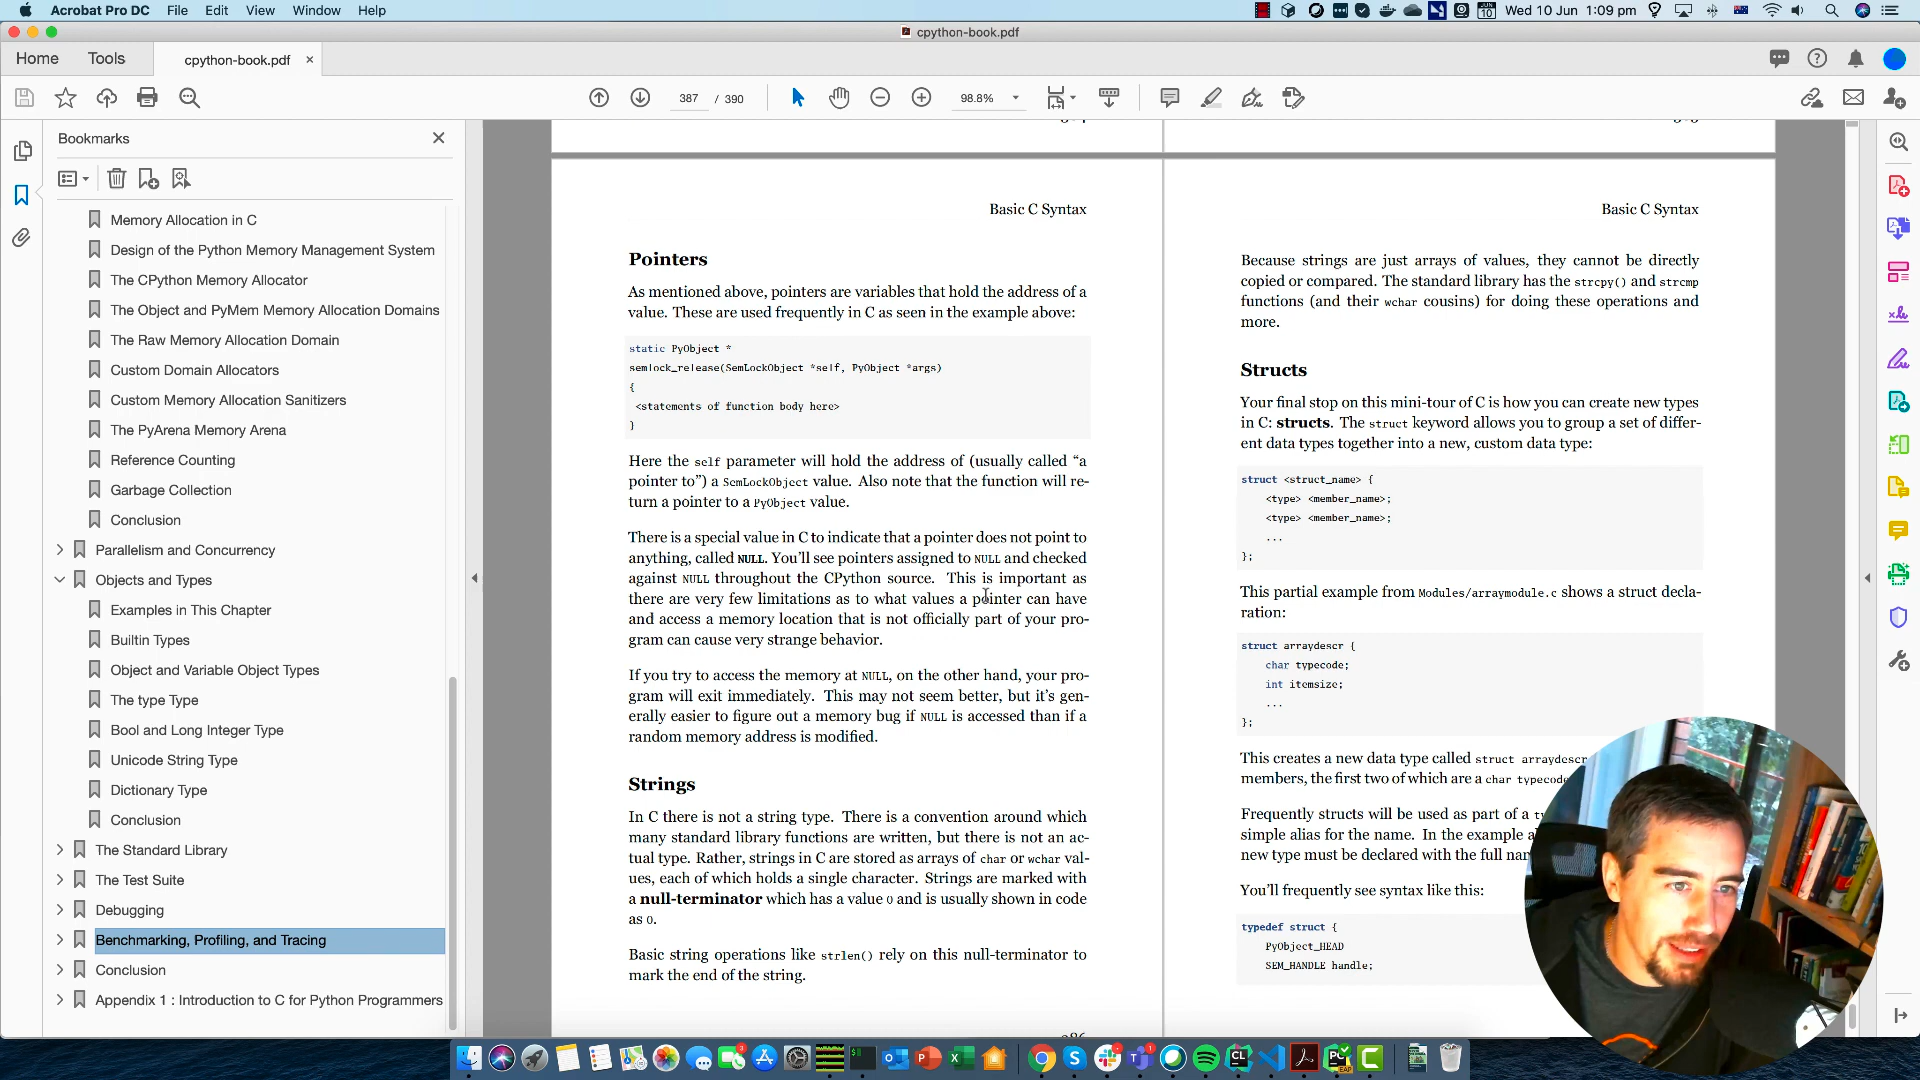 Acrobat Pro DC File Edit View Window Help
Wed 10 Jun 1:09 pm
cpython-book.pdf
Home Tools cpython-book.pdf ×
387 / 390
98.8%
Bookmarks
Memory Allocation in C
Design of the Python Memory Management System
The CPython Memory Allocator
The Object and PyMem Memory Allocation Domains
The Raw Memory Allocation Domain
Custom Domain Allocators
Custom Memory Allocation Sanitizers
The PyArena Memory Arena
Reference Counting
Garbage Collection
Conclusion
Parallelism and Concurrency
Objects and Types
Examples in This Chapter
Builtin Types
Object and Variable Object Types
The type Type
Bool and Long Integer Type
Unicode String Type
Dictionary Type
Conclusion
The Standard Library
The Test Suite
Debugging
Benchmarking, Profiling, and Tracing
Conclusion
Appendix 1 : Introduction to C for Python Programmers
Basic C Syntax
Pointers
As mentioned above, pointers are variables that hold the address of a
value. These are used frequently in C as seen in the example above:
static PyObject *
semlock_release(SemLockObject *self, PyObject *args)
{
<statements of function body here>
}
Here the self parameter will hold the address of (usually called “a
pointer to”) a SemLockObject value. Also note that the function will re-
turn a pointer to a PyObject value.
There is a special value in C to indicate that a pointer does not point to
anything, called NULL. You’ll see pointers assigned to NULL and checked
against NULL throughout the CPython source. This is important as
there are very few limitations as to what values a pointer can have
and access a memory location that is not officially part of your pro-
gram can cause very strange behavior.
If you try to access the memory at NULL, on the other hand, your pro-
gram will exit immediately. This may not seem better, but it’s gen-
erally easier to figure out a memory bug if NULL is accessed than if a
random memory address is modified.
Strings
In C there is not a string type. There is a convention around which
many standard library functions are written, but there is not an ac-
tual type. Rather, strings in C are stored as arrays of char or wchar val-
ues, each of which holds a single character. Strings are marked with
a null-terminator which has a value 0 and is usually shown in code
as 0.
Basic string operations like strlen() rely on this null-terminator to
mark the end of the string.
Basic C Syntax
Because strings are just arrays of values, they cannot be directly
copied or compared. The standard library has the strcpy() and strcmp
functions (and their wchar cousins) for doing these operations and
more.
Structs
Your final stop on this mini-tour of C is how you can create new types
in C: structs. The struct keyword allows you to group a set of differ-
ent data types together into a new, custom data type:
struct <struct_name> {
<type> <member_name>;
<type> <member_name>;
...
};
This partial example from Modules/arraymodule.c shows a struct decla-
ration:
struct arraydescr {
char typecode;
int itemsize;
...
};
This creates a new data type called struct arraydescr
members, the first two of which are a char typecode
Frequently structs will be used as part of a
simple alias for the name. In the example
new type must be declared with the full
You’ll frequently see syntax like this:
typedef struct {
PyObject_HEAD
SEM_HANDLE handle;